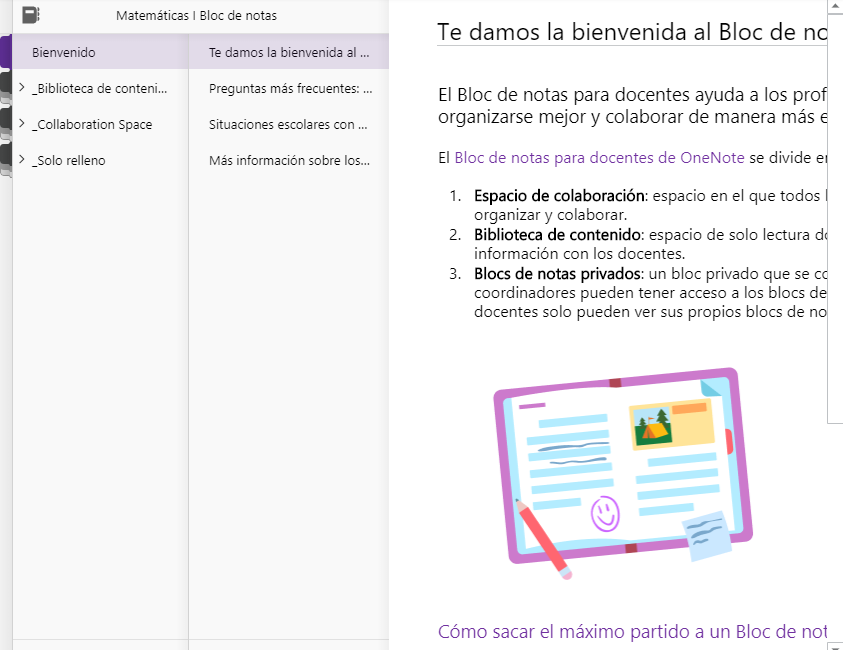 Matemáticas I Bloc de notas
Bienvenido
_Biblioteca de conteni...
_Collaboration Space
_Solo relleno
Te damos la bienvenida al ...
Preguntas más frecuentes: ...
Situaciones escolares con ...
Más información sobre los...
Te damos la bienvenida al Bloc de no
El Bloc de notas para docentes ayuda a los prof
organizarse mejor y colaborar de manera más e
El Bloc de notas para docentes de OneNote se divide en
1. Espacio de colaboración: espacio en el que todos l
organizar y colaborar.
2. Biblioteca de contenido: espacio de solo lectura do
información con los docentes.
3. Blocs de notas privados: un bloc privado que se co
coordinadores pueden tener acceso a los blocs de
docentes solo pueden ver sus propios blocs de no
Cómo sacar el máximo partido a un Bloc de not